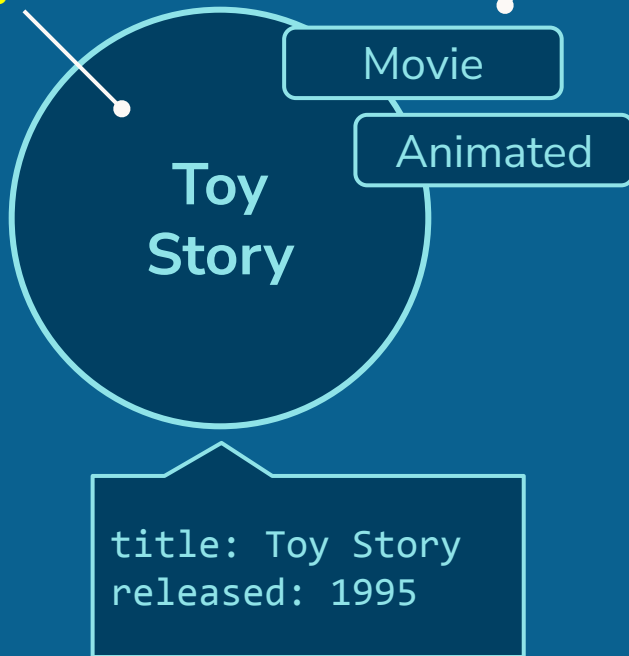 Movie
Animated
Toy
Story
title: Toy Story
released: 1995